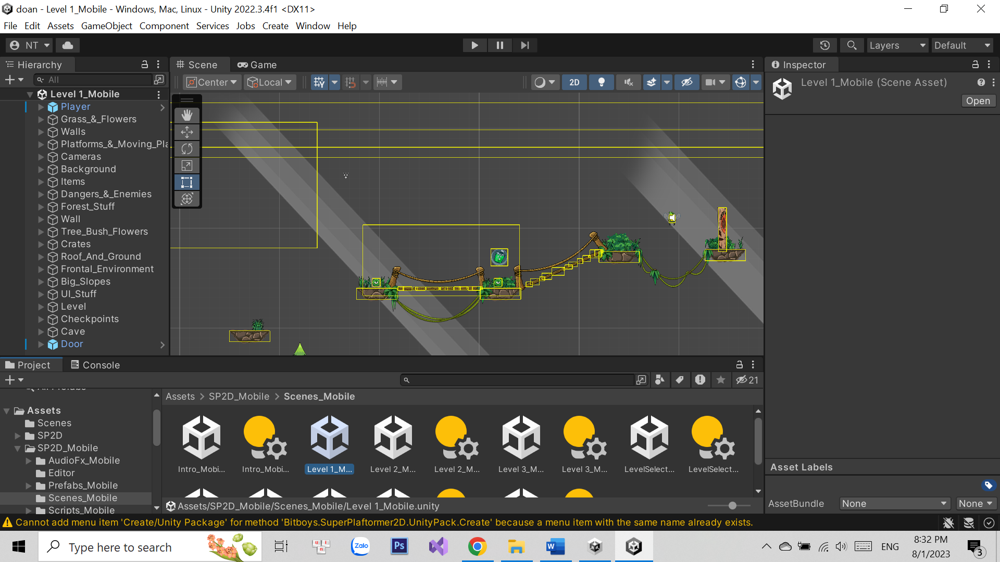 doan - Level 1_Mobile - Windows, Mac, Linux - Unity 2022.3.4f1 <DX11>
File Edit Assets GameObject Component Services Jobs Create Window Help
NT
Layers
Default
Hierarchy
Scene
Game
Inspector
All
Center
Local
2D
Level 1_Mobile (Scene Asset)
Open
Level 1_Mobile
Player
Grass_&_Flowers
Walls
Platforms_&_Moving_Pla
Cameras
Background
Items
Dangers_&_Enemies
Forest_Stuff
Wall
Tree_Bush_Flowers
Crates
Roof_And_Ground
Frontal_Environment
Big_Slopes
UI_Stuff
Level
Checkpoints
Cave
Door
Project
Console
21
Assets
Scenes
SP2D
SP2D_Mobile
AudioFx_Mobile
Editor
Prefabs_Mobile
Scenes_Mobile
Scripts_Mobile
Assets > SP2D_Mobile > Scenes_Mobile
Intro_Mobi...
Intro_Mobi...
Level 1_M...
Level 2_M...
Level 2_M...
Level 3_M...
Level 3_M...
LevelSelect...
LevelSelect...
Assets/SP2D_Mobile/Scenes_Mobile/Level 1_Mobile.unity
Asset Labels
AssetBundle
None
None
Cannot add menu item 'Create/Unity Package' for method 'Bitboys.SuperPlaftormer2D.UnityPack.Create' because a menu item with the same name already exists.
Type here to search
Zalo
Ps
W
ENG
8:32 PM
8/1/2023
3